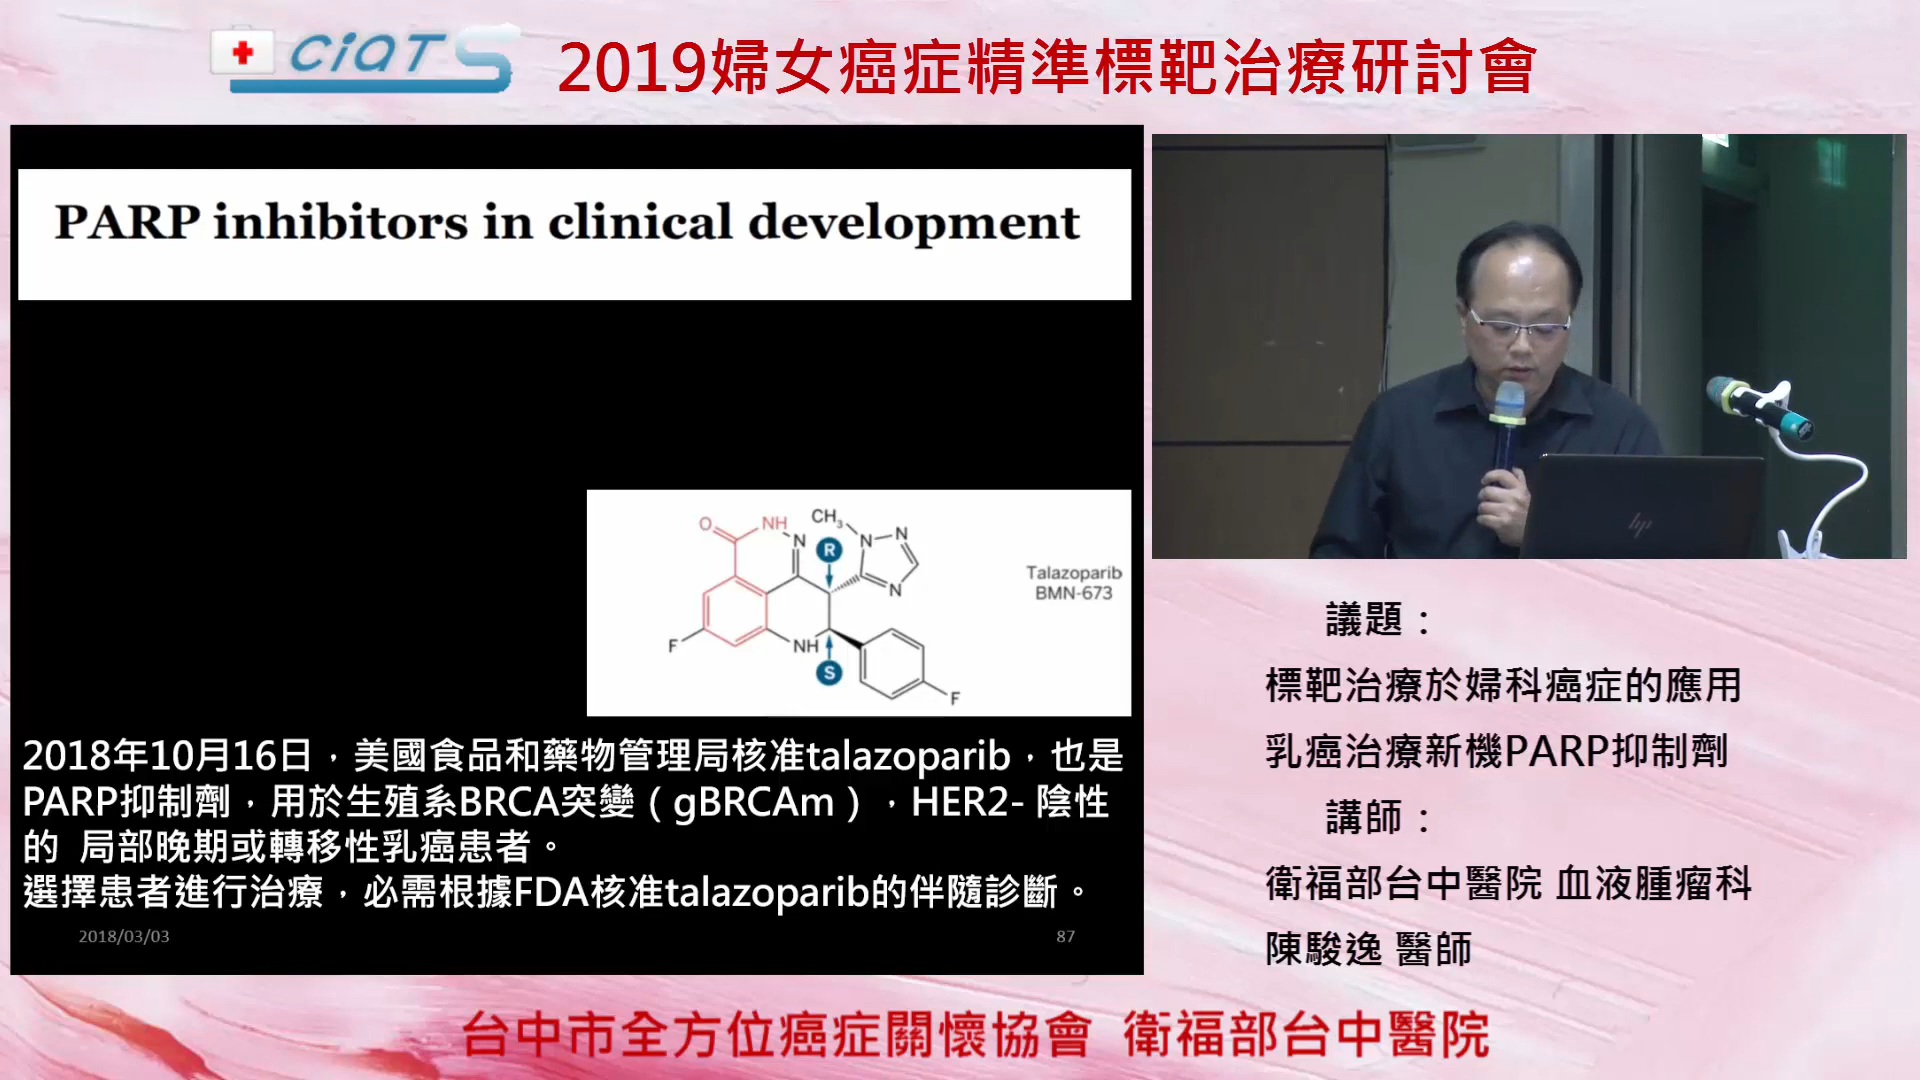 CiATS
2019婦女癌症精準標靶治療研討會
PARP inhibitors in clinical development
O
NH
N
CH3
R
N
N
N
F
NH
S
F
Talazoparib
BMN-673
2018年10月16日，美國食品和藥物管理局核准talazoparib，也是
PARP抑制劑，用於生殖系BRCA突變（gBRCAm），HER2- 陰性
的 局部晚期或轉移性乳癌患者。
選擇患者進行治療，必需根據FDA核准talazoparib的伴隨診斷。
2018/03/03
87
hp
議題：
標靶治療於婦科癌症的應用
乳癌治療新機PARP抑制劑
講師：
衛福部台中醫院 血液腫瘤科
陳駿逸 醫師
台中市全方位癌症關懷協會 衛福部台中醫院